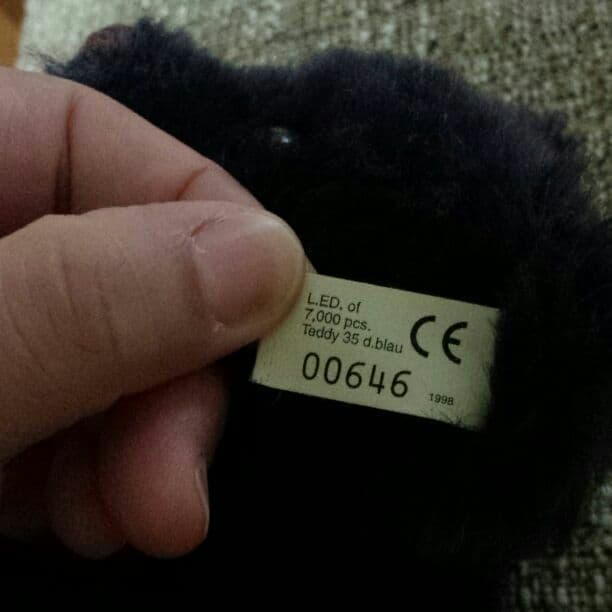 L.ED. of
7,000 pcs.
Teddy 35 d.blau
CE
00646
1998